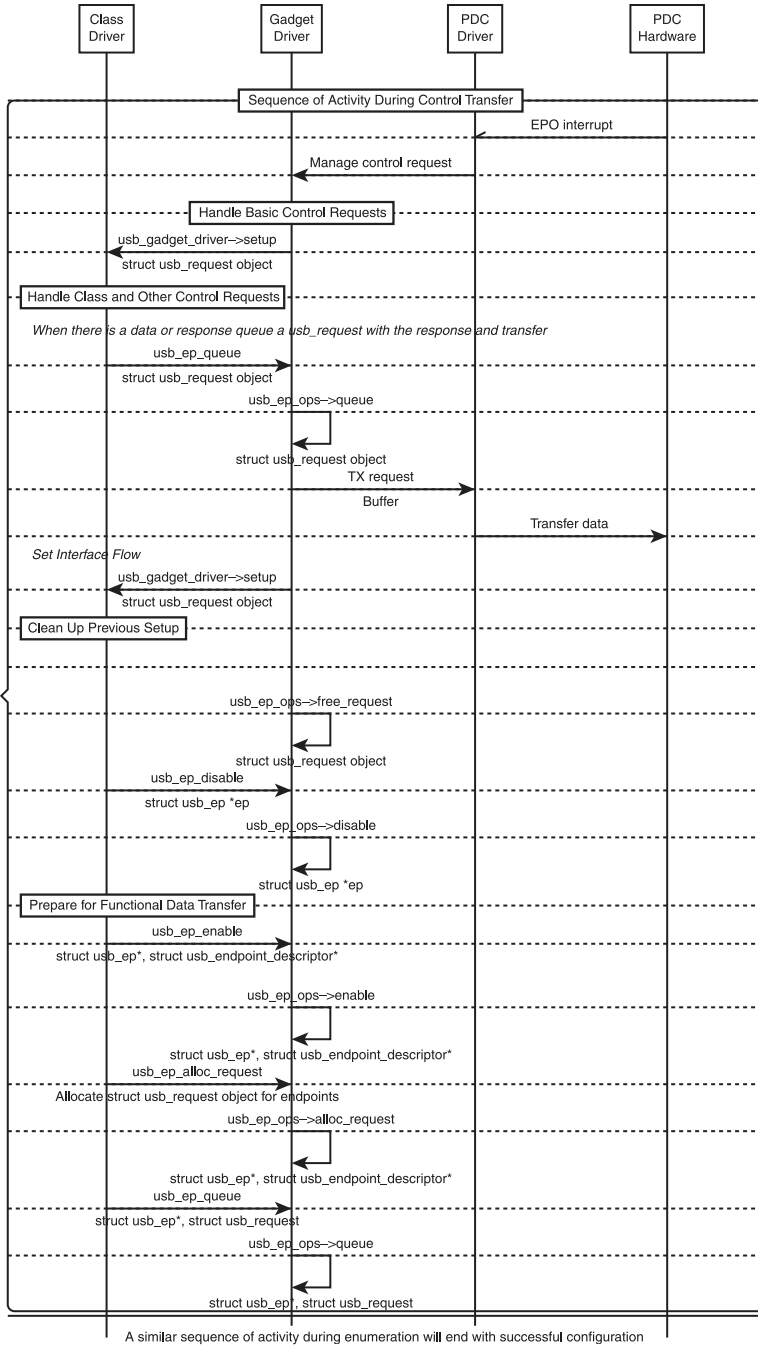 Class
Driver
Gadget
Driver
PDC
Driver
PDC
Hardware
Sequence of Activity During Control Transfer
EPO interrupt
Manage control request
Handle Basic Control Requests
usb_gadget_driver–>setup
struct usb_request object
Handle Class and Other Control Requests
When there is a data or response queue a usb_request with the response and transfer
usb_ep_queue
struct usb_request object
usb_ep_ops–>queue
struct usb_request object
TX request
Buffer
Transfer data
Set Interface Flow
usb_gadget_driver–>setup
struct usb_request object
Clean Up Previous Setup
usb_ep_ops–>free_request
struct usb_request object
usb_ep_disable
struct usb_ep *ep
usb_ep_ops–>disable
struct usb_ep *ep
Prepare for Functional Data Transfer
usb_ep_enable
struct usb_ep*, struct usb_endpoint_descriptor*
usb_ep_ops–>enable
struct usb_ep*, struct usb_endpoint_descriptor*
usb_ep_alloc_request
Allocate struct usb_request object for endpoints
usb_ep_ops–>alloc_request
struct usb_ep*, struct usb_endpoint_descriptor*
usb_ep_queue
struct usb_ep*, struct usb_request
usb_ep_ops–>queue
struct usb_ep*, struct usb_request
A similar sequence of activity during enumeration will end with successful configuration